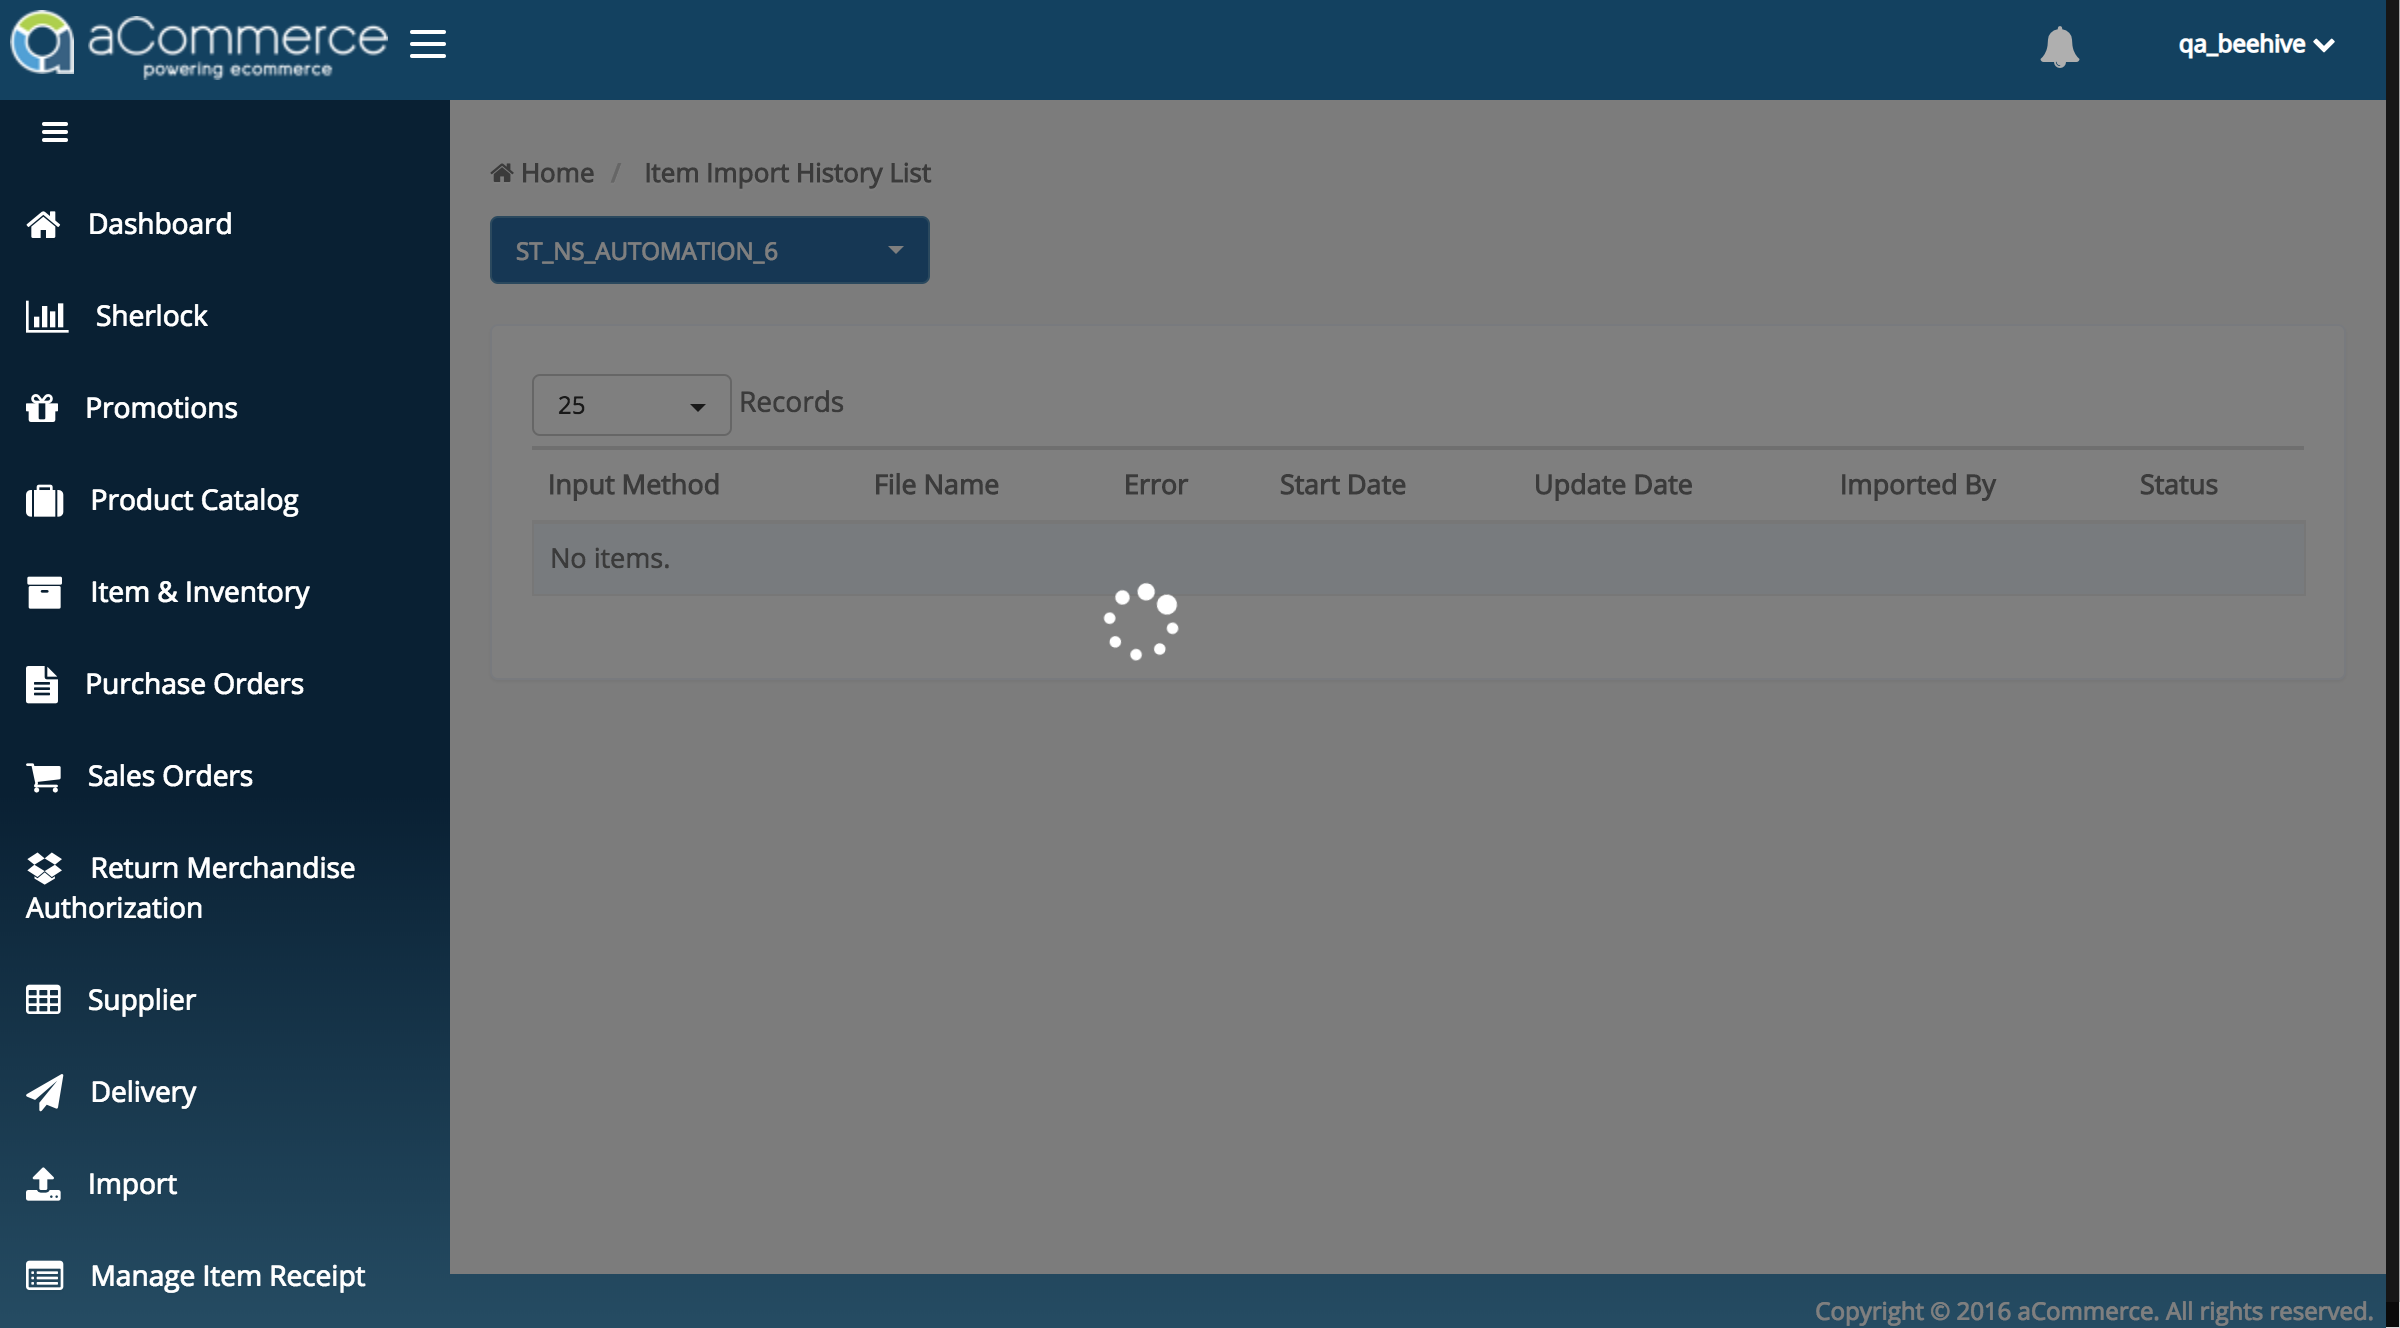 aCommerce
powering ecommerce
qa_beehive
Home / Item Import History List
ST_NS_AUTOMATION_6
25 Records
Input Method File Name Error Start Date Update Date Imported By Status
No items.
Dashboard
Sherlock
Promotions
Product Catalog
Item & Inventory
Purchase Orders
Sales Orders
Return Merchandise
Authorization
Supplier
Delivery
Import
Manage Item Receipt
Copyright © 2016 aCommerce. All rights reserved.